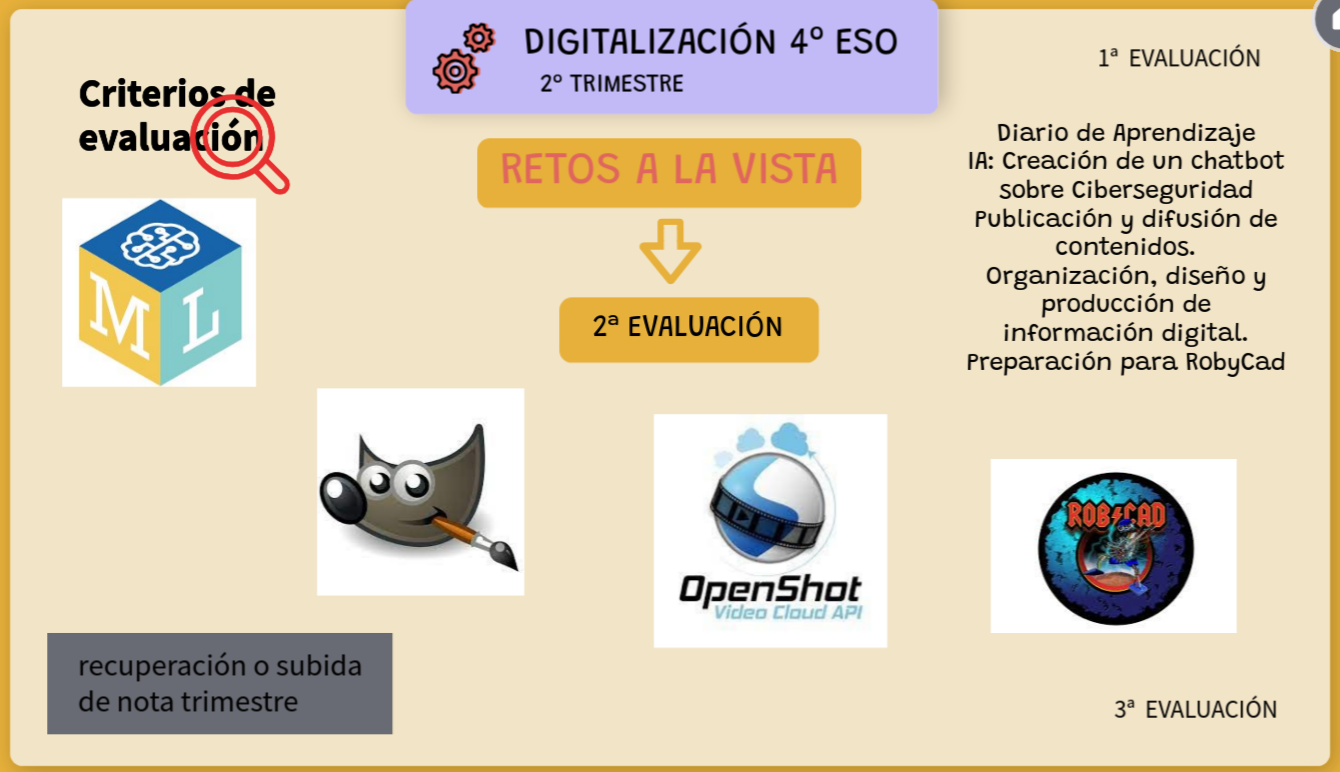 DIGITALIZACIÓN 4º ESO
2º TRIMESTRE
1ª EVALUACIÓN
Criterios de
evaluación
RETOS A LA VISTA
2ª EVALUACIÓN
Diario de Aprendizaje
IA: Creación de un chatbot
sobre Ciberseguridad
Publicación y difusión de
contenidos.
Organización, diseño y
producción de
información digital.
Preparación para RobyCad
M L
OpenShot
Video Cloud API
ROBYCAD
recuperación o subida
de nota trimestre
3ª EVALUACIÓN